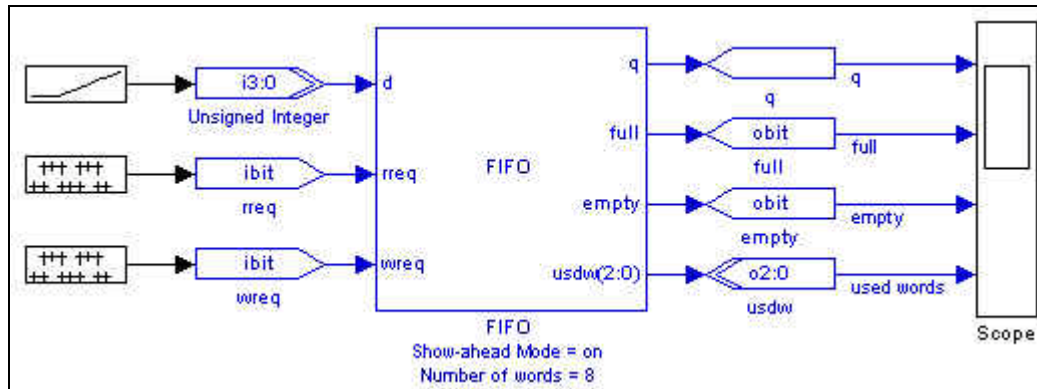 i3:0
Unsigned Integer
ibit
rreq
ibit
wreq
d
rreq
wreq
FIFO
q
full
empty
usdw(2:0)
FIFO
Show-ahead Mode = on
Number of words = 8
q
obit
full
obit
empty
o2:0
usdw
q
full
empty
used words
Scope